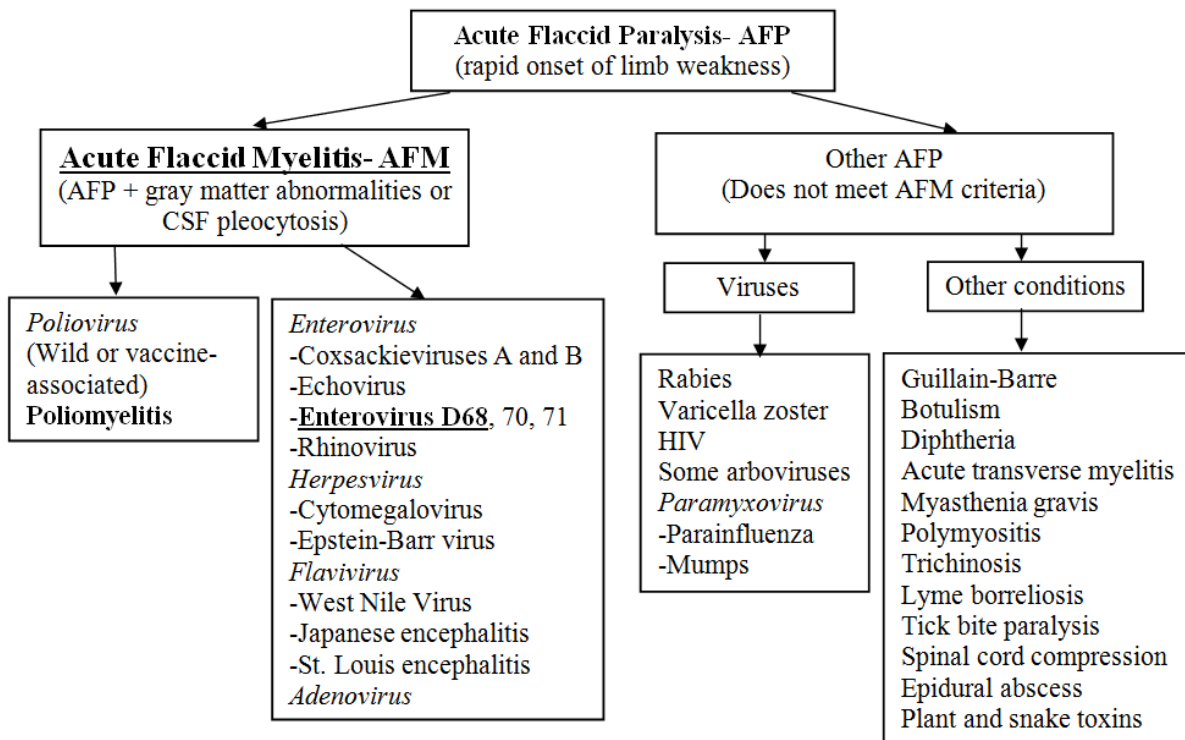 Acute Flaccid Paralysis- AFP
(rapid onset of limb weakness)
Acute Flaccid Myelitis- AFM
(AFP + gray matter abnormalities or
CSF pleocytosis)
Other AFP
(Does not meet AFM criteria)
Viruses
Other conditions
Poliovirus
(Wild or vaccine-
associated)
Poliomyelitis
Enterovirus
-Coxsackieviruses A and B
-Echovirus
-Enterovirus D68, 70, 71
-Rhinovirus
Herpesvirus
-Cytomegalovirus
-Epstein-Barr virus
Flavivirus
-West Nile Virus
-Japanese encephalitis
-St. Louis encephalitis
Adenovirus
Rabies
Varicella zoster
HIV
Some arboviruses
Paramyxovirus
-Parainfluenza
-Mumps
Guillain-Barre
Botulism
Diphtheria
Acute transverse myelitis
Myasthenia gravis
Polymyositis
Trichinosis
Lyme borreliosis
Tick bite paralysis
Spinal cord compression
Epidural abscess
Plant and snake toxins